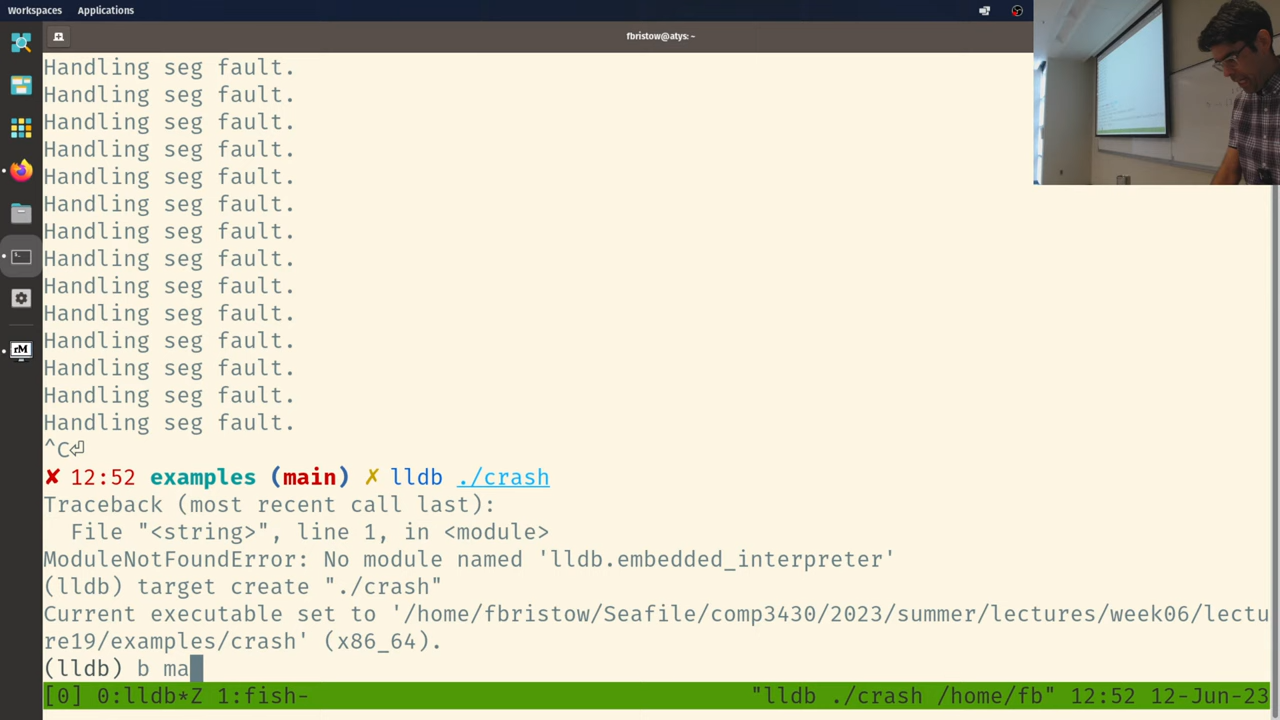 Workspaces Applications
fbristow@atys: ~
Handling seg fault.
Handling seg fault.
Handling seg fault.
Handling seg fault.
Handling seg fault.
Handling seg fault.
Handling seg fault.
Handling seg fault.
Handling seg fault.
Handling seg fault.
Handling seg fault.
Handling seg fault.
Handling seg fault.
Handling seg fault.
^C⏎
✘ 12:52 examples (main) ✗ lldb ./crash
Traceback (most recent call last):
File "<string>", line 1, in <module>
ModuleNotFoundError: No module named 'lldb.embedded_interpreter'
(lldb) target create "./crash"
Current executable set to '/home/fbristow/Seafile/comp3430/2023/summer/lectures/week06/lectu
re19/examples/crash' (x86_64).
(lldb) b ma
[0] 0:lldb*Z 1:fish- "lldb ./crash /home/fb" 12:52 12-Jun-23
rM